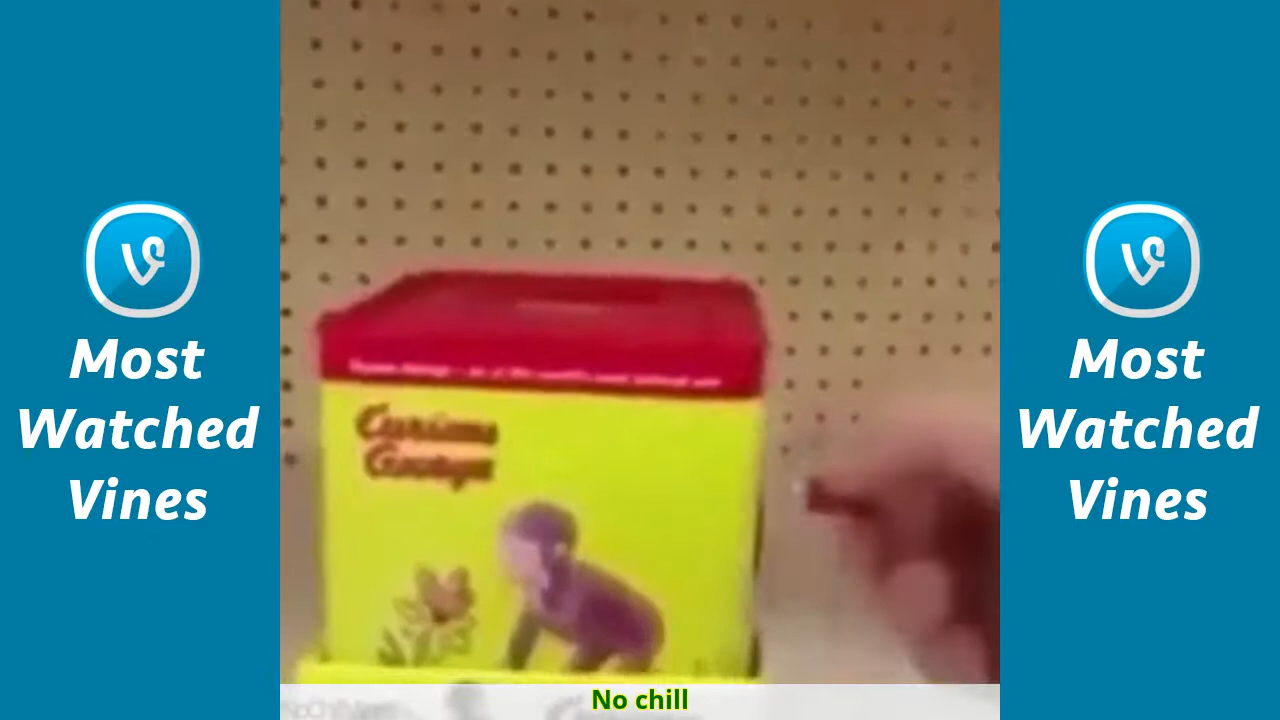 Most
Watched
Vines
Curious
George
Most
Watched
Vines
No chill